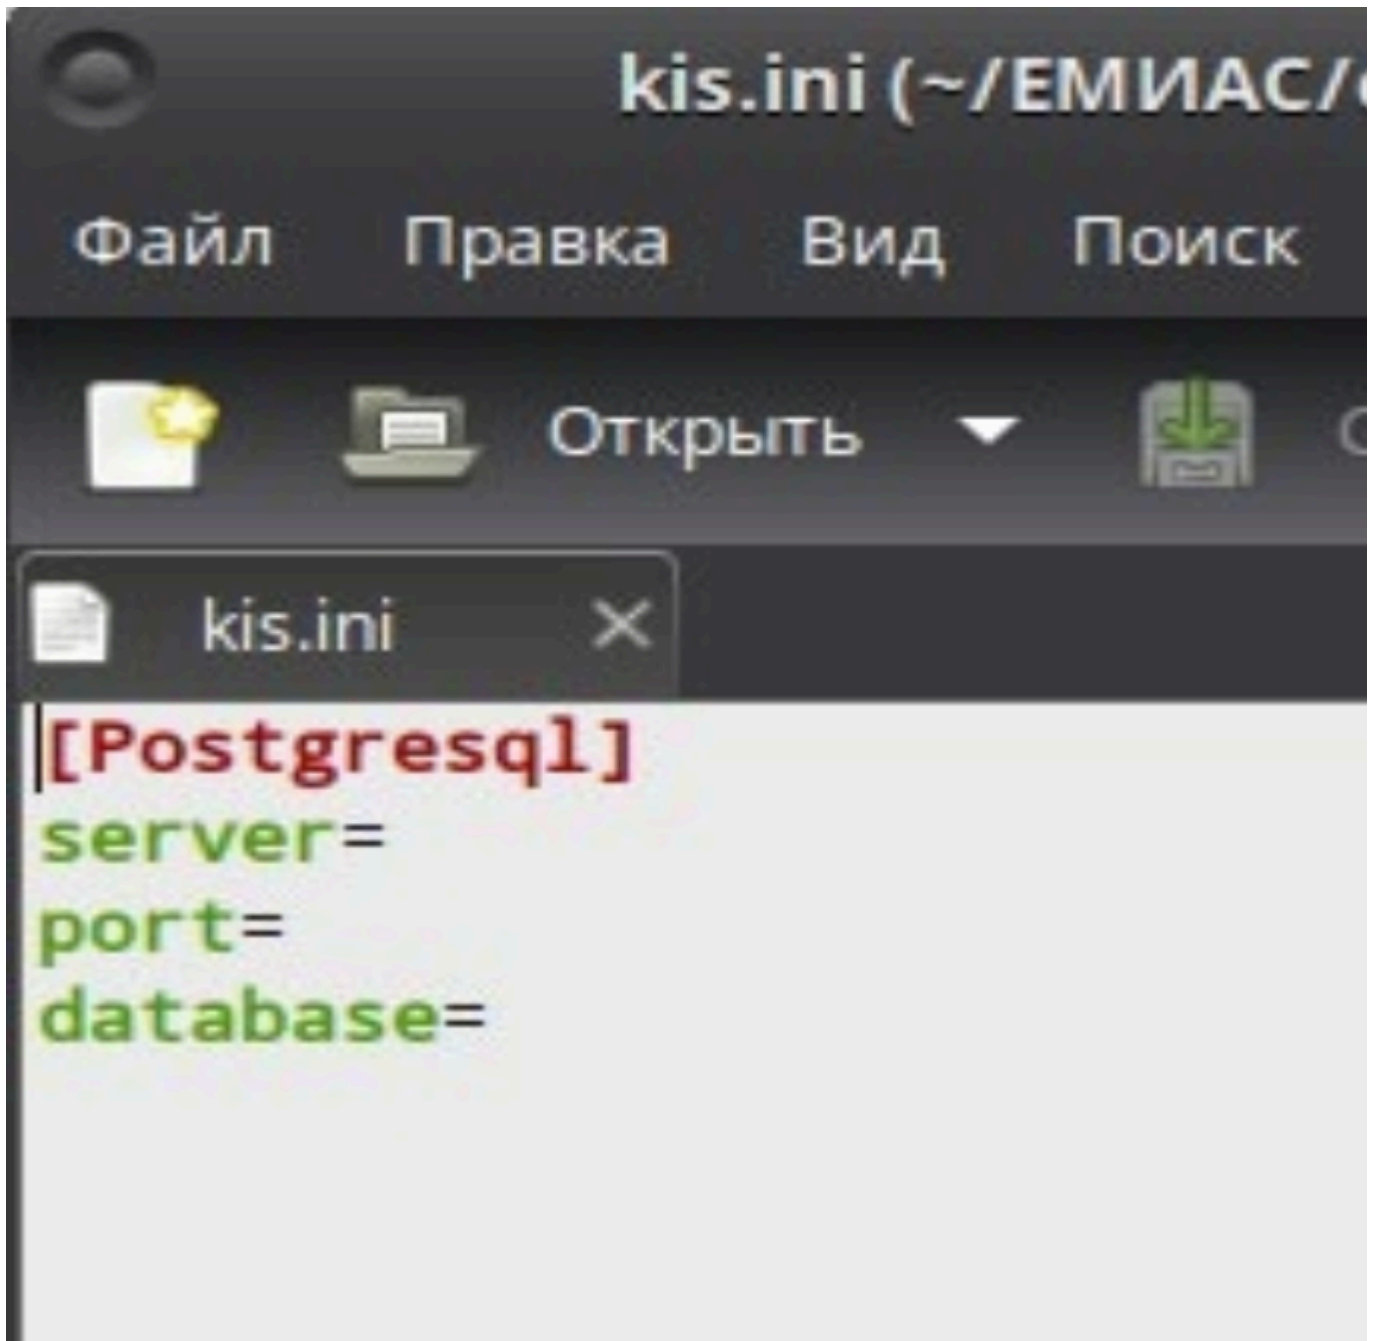 kis.ini (~/ЕМИАС/
Файл Правка Вид Поиск
Открыть
kis.ini
[Postgresql]
server=
port=
database=